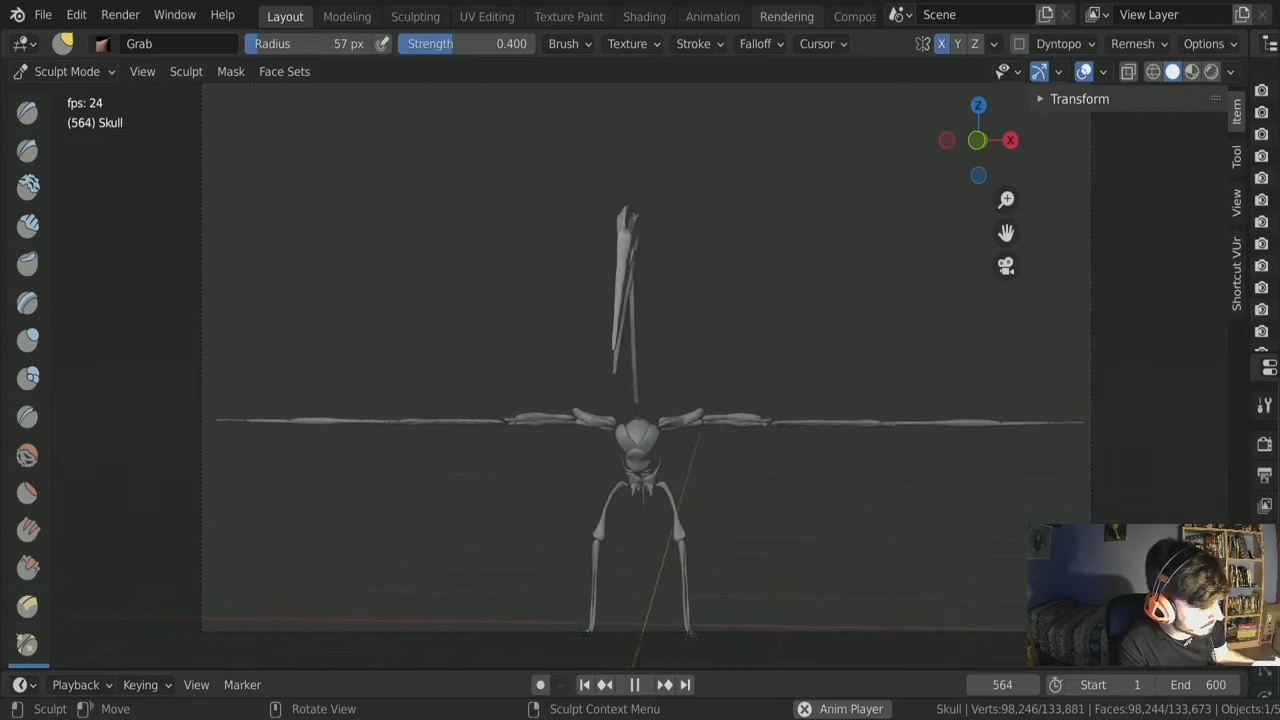 File Edit Render Window Help Layout Modeling Sculpting UV Editing Texture Paint Shading Animation Rendering Compos Scene View Layer
Grab Radius 57 px Strength 0.400 Brush Texture Stroke Falloff Cursor X Y Z Dyntopo Remesh Options
Sculpt Mode View Sculpt Mask Face Sets
fps: 24
(564) Skull
Z
X
Transform
Item
Tool
View
Shortcut VUr
Playback Keying View Marker 564 Start 1 End 600
Sculpt Move Rotate View Sculpt Context Menu Anim Player Skull | Verts:98,246/133,881 | Faces:98,244/133,673 | Objects:1/5